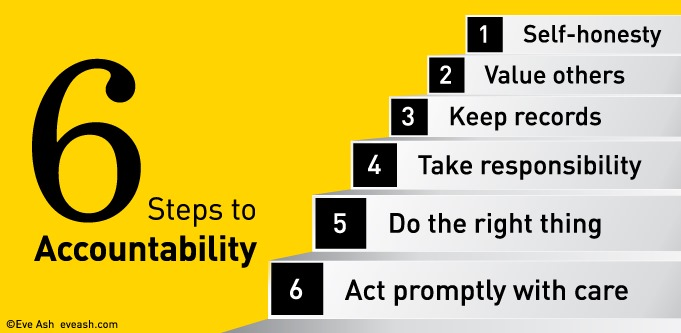 6
Steps to
Accountability
1 Self-honesty
2 Value others
3 Keep records
4 Take responsibility
5 Do the right thing
6 Act promptly with care
©Eve Ash eveash.com